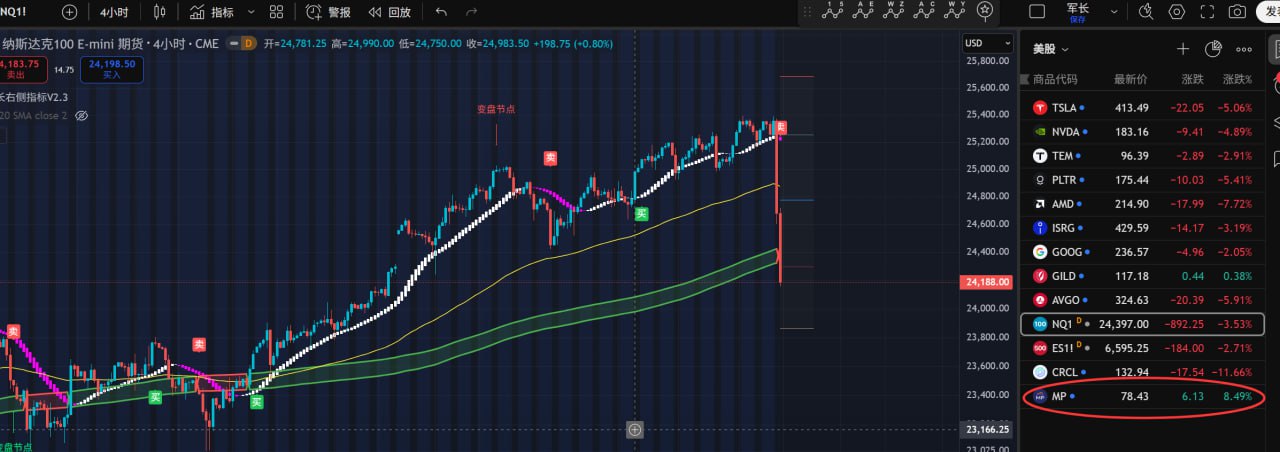 NQ1! 4小时 指标 警报 回放 1 5 A E W Z A C W Y 军长 保存 发
纳斯达克100 E-mini 期货 · 4小时 · CME D 开=24,781.25 高=24,990.00 低=24,750.00 收=24,983.50 +198.75 (+0.80%) USD
4,183.75 14.75 24,198.50
卖出 买入
长右侧指标V2.3
20 SMA close 2
变盘节点
卖
卖
卖
卖
卖
买
买
买
变盘节点
25,800.00
25,600.00
25,400.00
25,200.00
25,000.00
24,800.00
24,600.00
24,400.00
24,188.00
24,000.00
23,800.00
23,600.00
23,400.00
23,166.25
23,025.00
美股
商品代码 最新价 涨跌 涨跌%
TSLA 413.49 −22.05 −5.06%
NVDA 183.16 −9.41 −4.89%
TEM 96.39 −2.89 −2.91%
PLTR 175.44 −10.03 −5.41%
AMD 214.90 −17.99 −7.72%
ISRG 429.59 −14.17 −3.19%
GOOG 236.57 −4.96 −2.05%
GILD 117.18 0.44 0.38%
AVGO 324.63 −20.39 −5.91%
100 NQ1 D 24,397.00 −892.25 −3.53%
500 ES1! D 6,595.25 −184.00 −2.71%
CRCL 132.94 −17.54 −11.66%
MP MP 78.43 6.13 8.49%